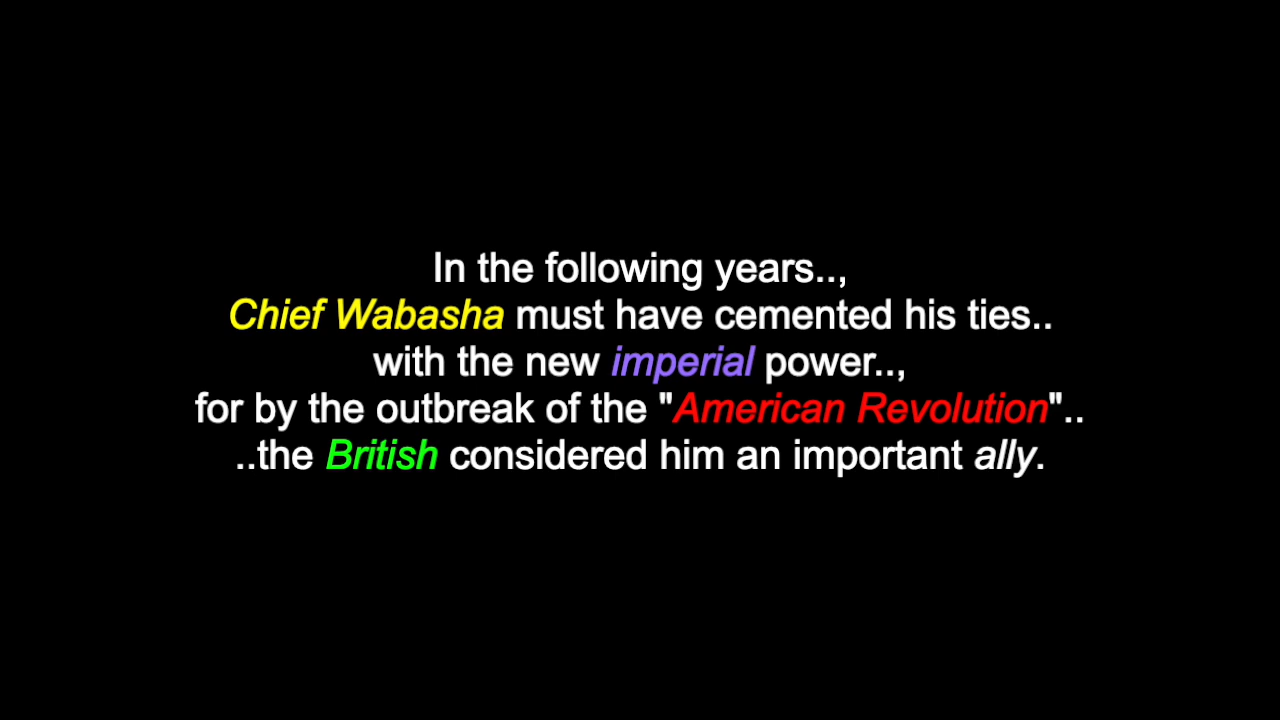 In the following years..,
Chief Wabasha must have cemented his ties..
with the new imperial power..,
for by the outbreak of the "American Revolution"..
..the British considered him an important ally.